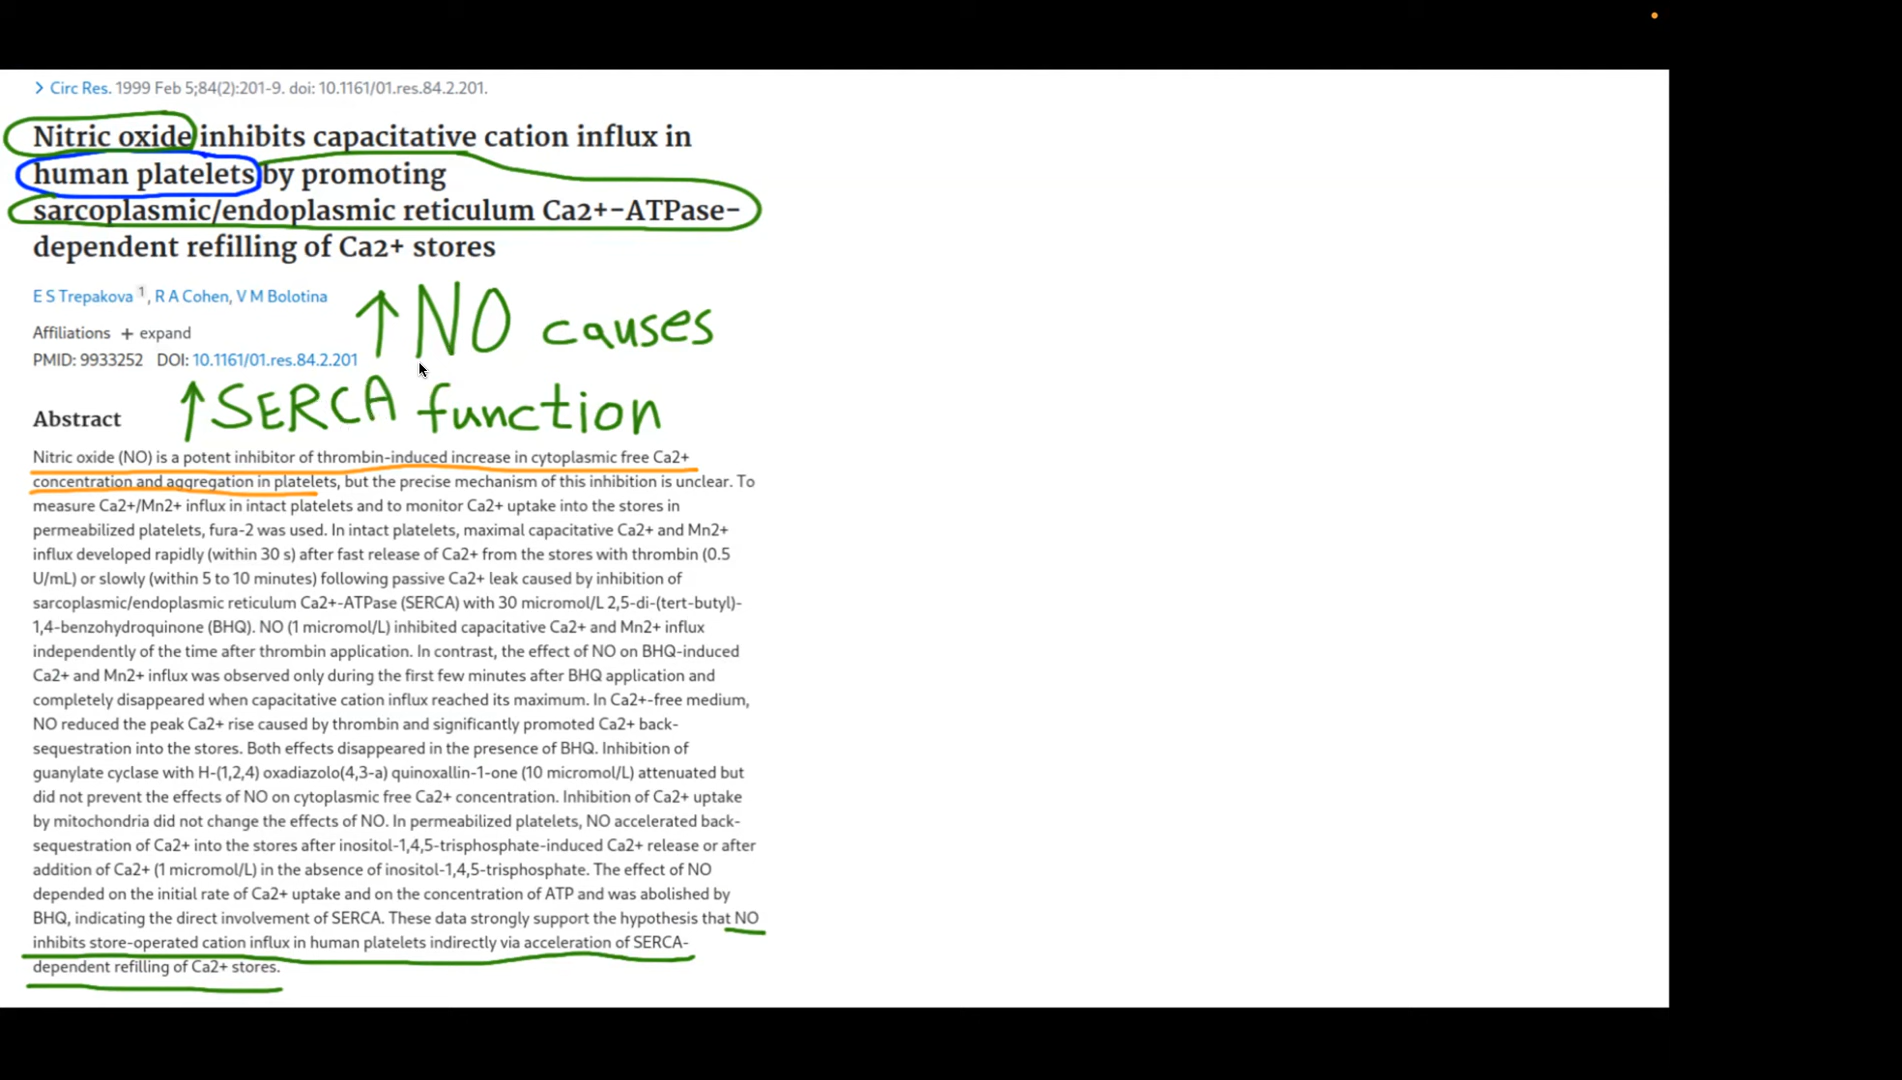 > Circ Res. 1999 Feb 5;84(2):201-9. doi: 10.1161/01.res.84.2.201.
Nitric oxide inhibits capacitative cation influx in
human platelets by promoting
sarcoplasmic/endoplasmic reticulum Ca2+-ATPase-
dependent refilling of Ca2+ stores
E S Trepakova 1, R A Cohen, V M Bolotina
Affiliations + expand
PMID: 9933252 DOI: 10.1161/01.res.84.2.201
↑ NO causes
↑ SERCA function
Abstract
Nitric oxide (NO) is a potent inhibitor of thrombin-induced increase in cytoplasmic free Ca2+
concentration and aggregation in platelets, but the precise mechanism of this inhibition is unclear. To
measure Ca2+/Mn2+ influx in intact platelets and to monitor Ca2+ uptake into the stores in
permeabilized platelets, fura-2 was used. In intact platelets, maximal capacitative Ca2+ and Mn2+
influx developed rapidly (within 30 s) after fast release of Ca2+ from the stores with thrombin (0.5
U/mL) or slowly (within 5 to 10 minutes) following passive Ca2+ leak caused by inhibition of
sarcoplasmic/endoplasmic reticulum Ca2+-ATPase (SERCA) with 30 micromol/L 2,5-di-(tert-butyl)-
1,4-benzohydroquinone (BHQ). NO (1 micromol/L) inhibited capacitative Ca2+ and Mn2+ influx
independently of the time after thrombin application. In contrast, the effect of NO on BHQ-induced
Ca2+ and Mn2+ influx was observed only during the first few minutes after BHQ application and
completely disappeared when capacitative cation influx reached its maximum. In Ca2+-free medium,
NO reduced the peak Ca2+ rise caused by thrombin and significantly promoted Ca2+ back-
sequestration into the stores. Both effects disappeared in the presence of BHQ. Inhibition of
guanylate cyclase with H-(1,2,4) oxadiazolo(4,3-a) quinoxallin-1-one (10 micromol/L) attenuated but
did not prevent the effects of NO on cytoplasmic free Ca2+ concentration. Inhibition of Ca2+ uptake
by mitochondria did not change the effects of NO. In permeabilized platelets, NO accelerated back-
sequestration of Ca2+ into the stores after inositol-1,4,5-trisphosphate-induced Ca2+ release or after
addition of Ca2+ (1 micromol/L) in the absence of inositol-1,4,5-trisphosphate. The effect of NO
depended on the initial rate of Ca2+ uptake and on the concentration of ATP and was abolished by
BHQ, indicating the direct involvement of SERCA. These data strongly support the hypothesis that NO
inhibits store-operated cation influx in human platelets indirectly via acceleration of SERCA-
dependent refilling of Ca2+ stores.